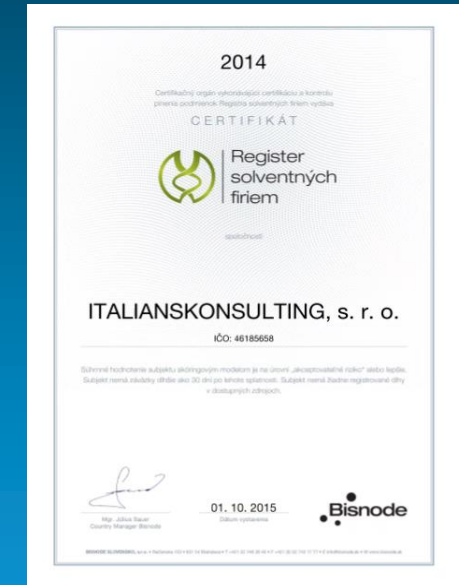 2014
Certifikačný orgán vykonávajúci certifikáciu a kontrolu
plnenia podmienok Registra solventných firiem vydáva
CERTIFIKÁT
Register
solventných
firiem
spoločnosti
ITALIANSKONSULTING, s. r. o.
IČO: 46185658
Súhrnné hodnotenie subjektu skóringovým modelom je na úrovni „akceptovateľné riziko“ alebo lepšie.
Subjekt nemá záväzky dlhšie ako 30 dní po lehote splatnosti. Subjekt nemá žiadne registrované dlhy
v dostupných zdrojoch.
Mgr. Július Bauer
Country Manager Bisnode
01. 10. 2015
Dátum vystavenia
Bisnode
BISNODE SLOVENSKO,